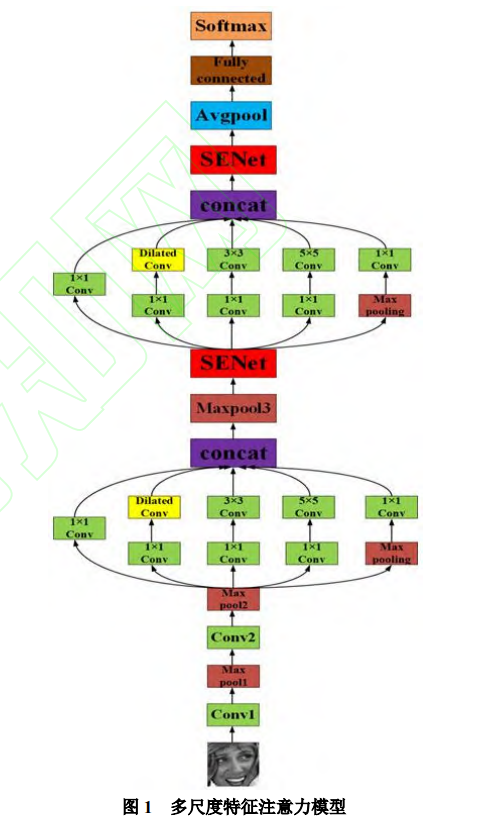 Softmax
Fully
connected
Avgpool
SENet
concat
Dilated
Conv
3×3
Conv
5×5
Conv
1×1
Conv
1×1
Conv
1×1
Conv
1×1
Conv
1×1
Conv
Max
pooling
SENet
Maxpool3
concat
Dilated
Conv
3×3
Conv
5×5
Conv
1×1
Conv
1×1
Conv
1×1
Conv
1×1
Conv
1×1
Conv
Max
pooling
Max
pool2
Conv2
Max
pool1
Conv1
图 1 多尺度特征注意力模型